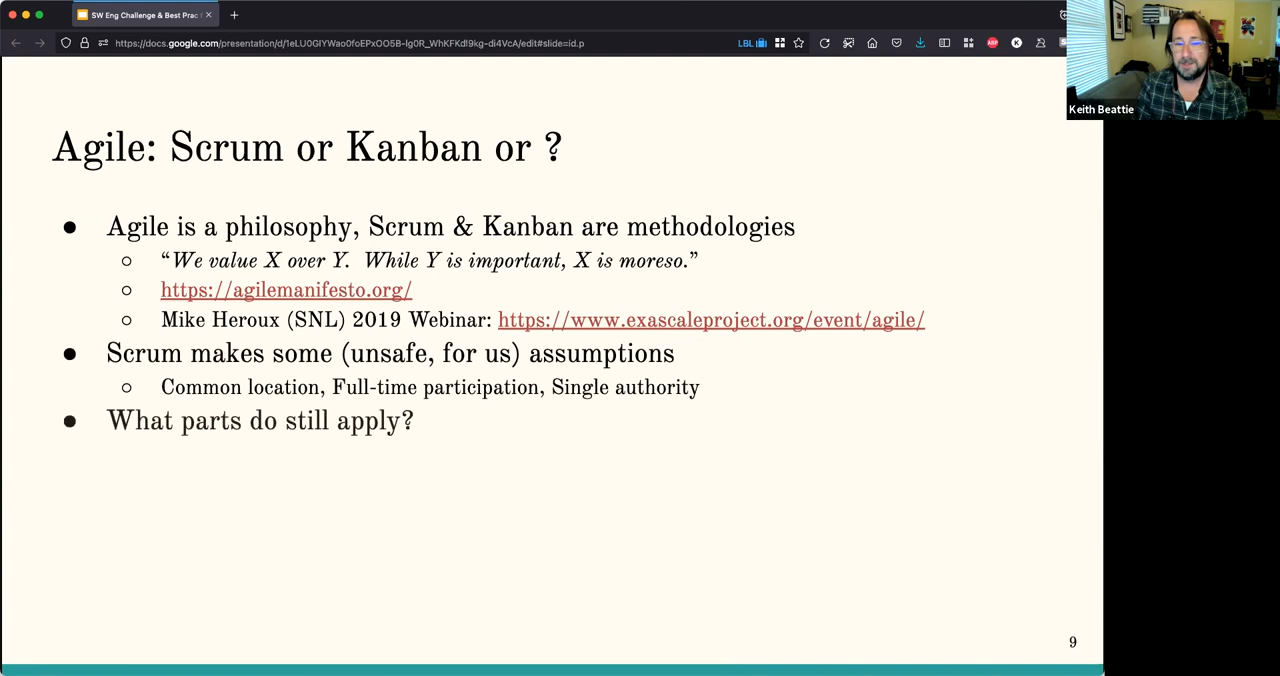 SW Eng Challenge & Best Prac
https://docs.google.com/presentation/d/1eLU0GIYWao0foEPxOO5B-Ig0R_WhKFKdl9kg-di4VcA/edit#slide=id.p
LBL
ABP
K
Keith Beattie
Agile: Scrum or Kanban or ?
● Agile is a philosophy, Scrum & Kanban are methodologies
○ “We value X over Y. While Y is important, X is moreso.”
○ https://agilemanifesto.org/
○ Mike Heroux (SNL) 2019 Webinar: https://www.exascaleproject.org/event/agile/
● Scrum makes some (unsafe, for us) assumptions
○ Common location, Full-time participation, Single authority
● What parts do still apply?
9